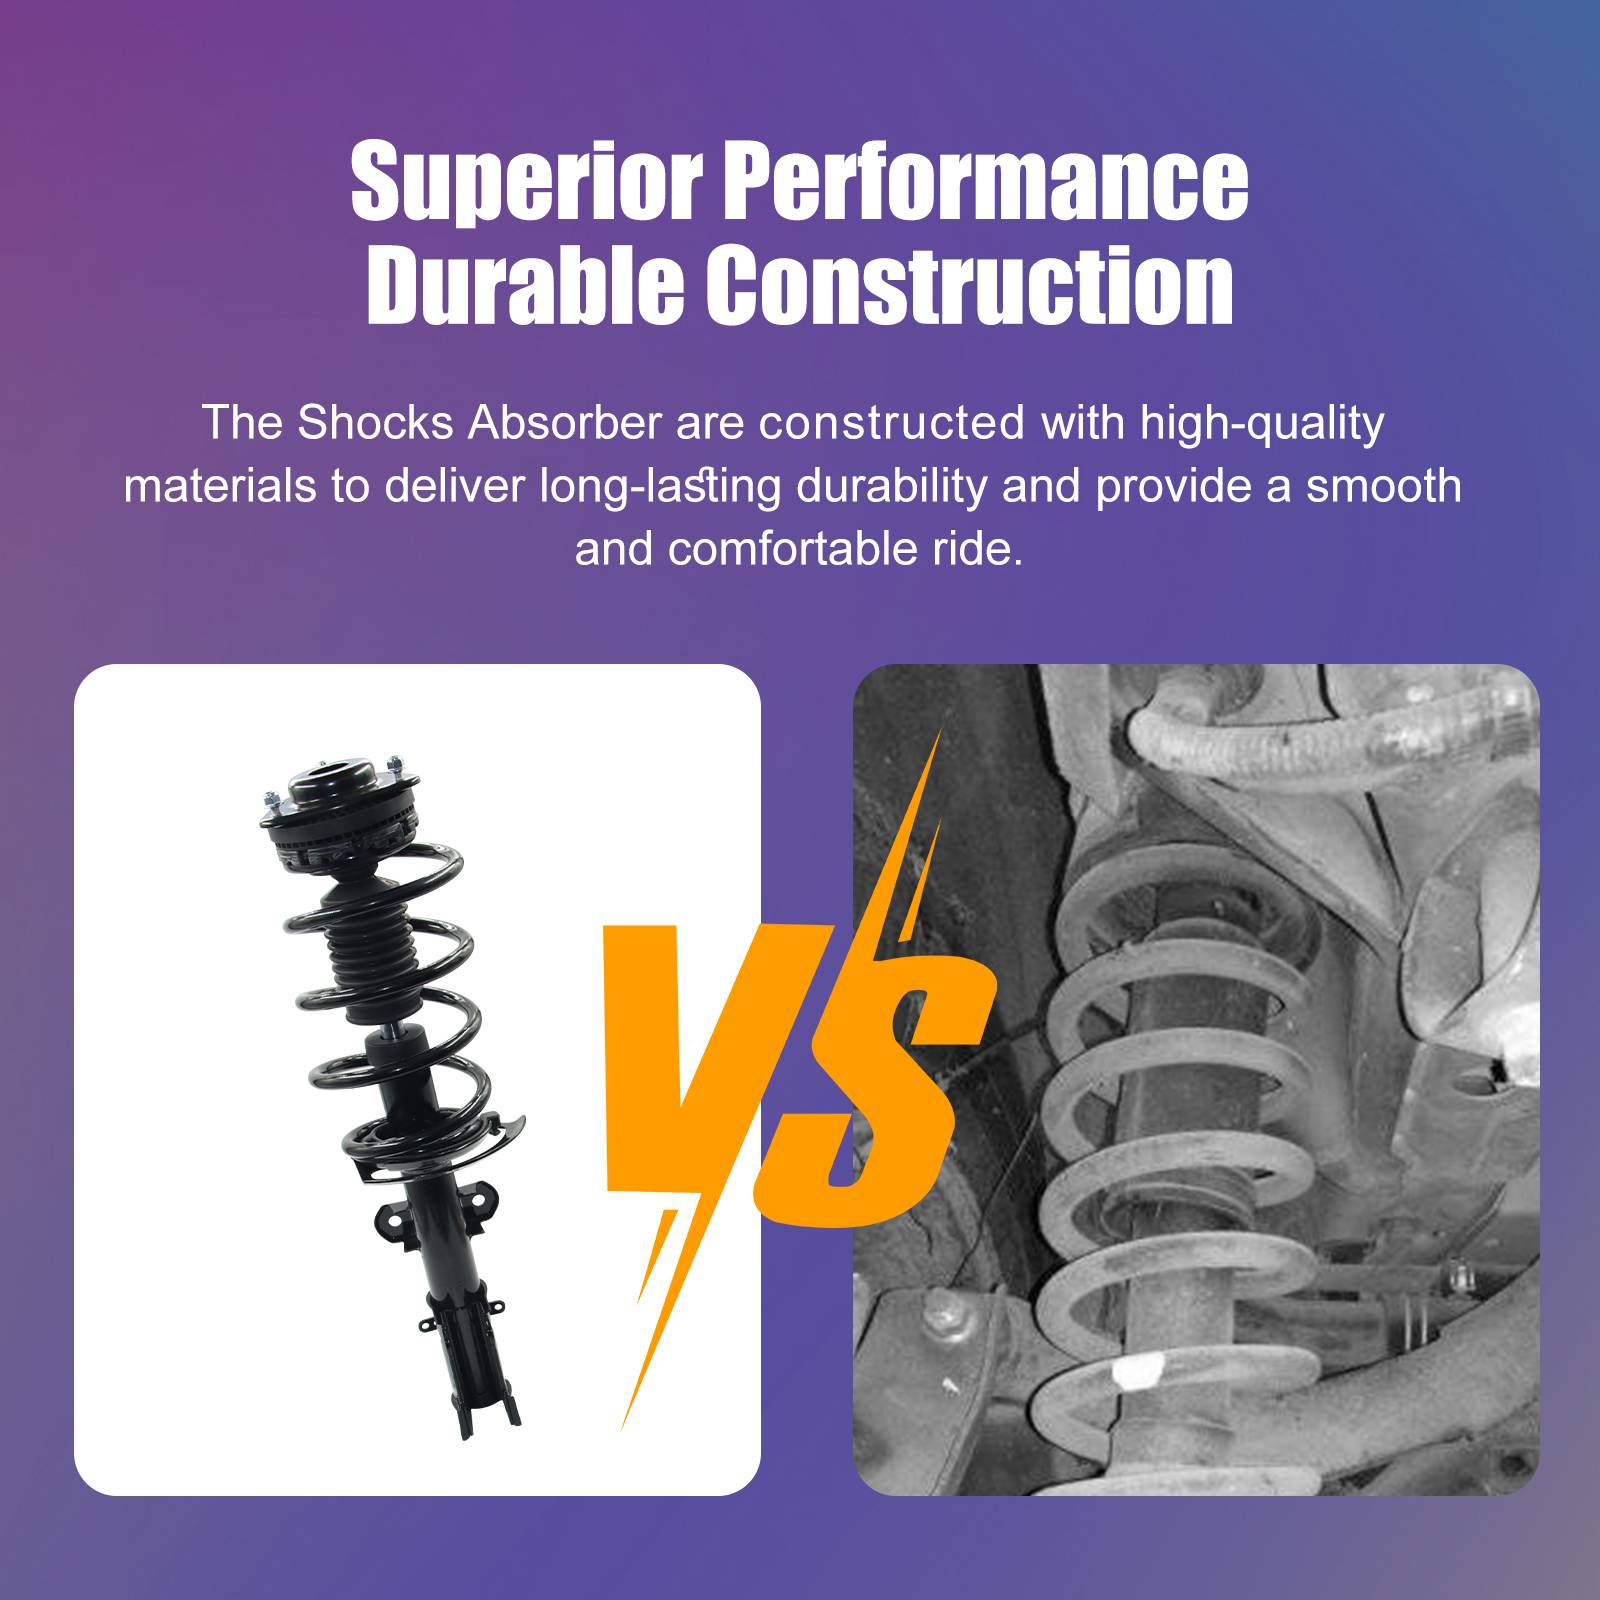 Superior Performance
Durable Construction
The Shocks Absorber are constructed with high-quality
materials to deliver long-lasting durability and provide a smooth
and comfortable ride.
VS